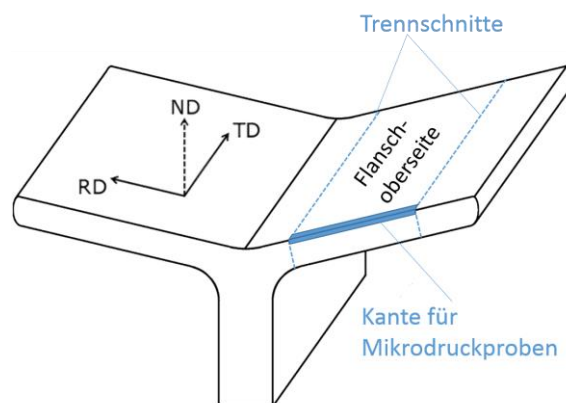 Trennschnitte
ND
TD
RD
Flansch-
oberseite
Kante für
Mikrodruckproben